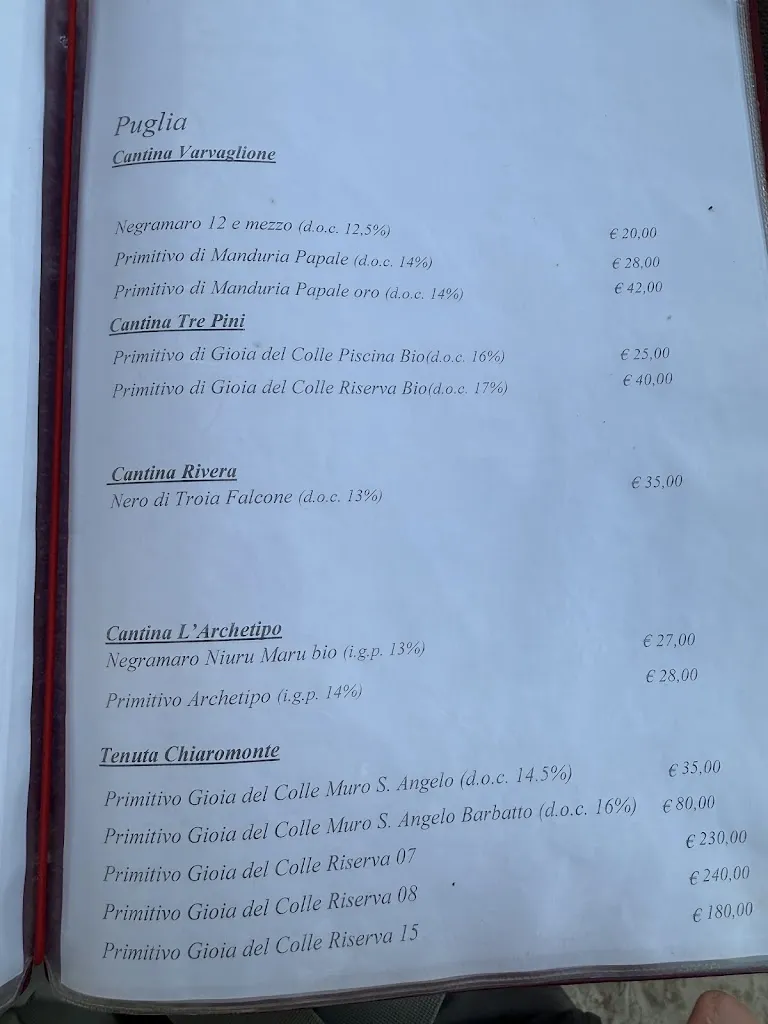 Puglia
Cantina Varvaglione
Negramaro 12 e mezzo (d.o.c. 12,5%) € 20,00
Primitivo di Manduria Papale (d.o.c. 14%) € 28,00
Primitivo di Manduria Papale oro (d.o.c. 14%) € 42,00
Cantina Tre Pini
Primitivo di Gioia del Colle Piscina Bio(d.o.c. 16%) € 25,00
Primitivo di Gioia del Colle Riserva Bio(d.o.c. 17%) € 40,00
Cantina Rivera
Nero di Troia Falcone (d.o.c. 13%) € 35,00
Cantina L’Archetipo
Negramaro Niuru Maru bio (i.g.p. 13%) € 27,00
Primitivo Archetipo (i.g.p. 14%) € 28,00
Tenuta Chiaromonte
Primitivo Gioia del Colle Muro S. Angelo (d.o.c. 14.5%) € 35,00
Primitivo Gioia del Colle Muro S. Angelo Barbatto (d.o.c. 16%) € 80,00
Primitivo Gioia del Colle Riserva 07 € 230,00
Primitivo Gioia del Colle Riserva 08 € 240,00
Primitivo Gioia del Colle Riserva 15 € 180,00